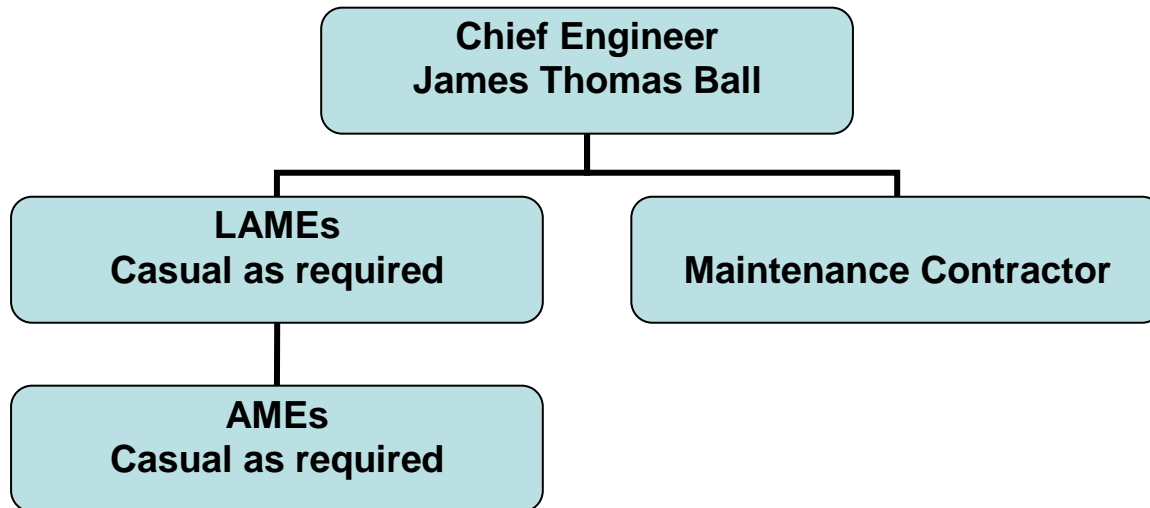 Chief Engineer
James Thomas Ball
LAMEs
Casual as required
Maintenance Contractor
AMEs
Casual as required